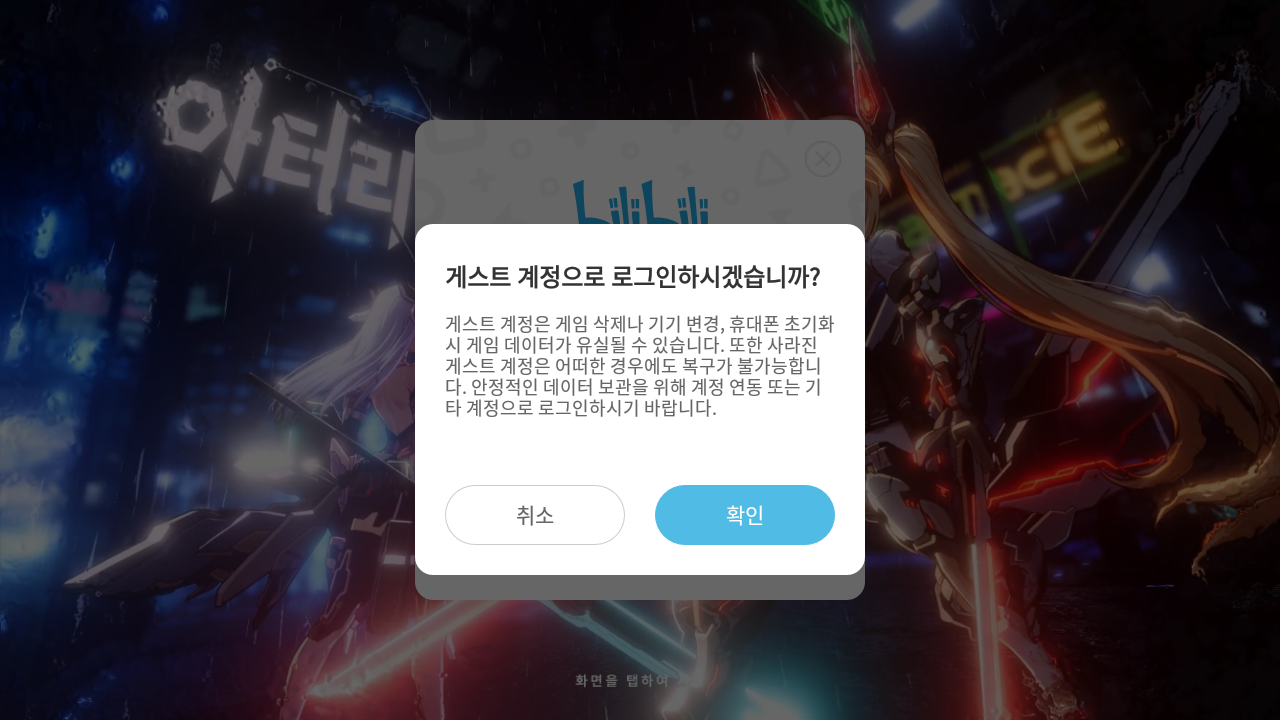 아터리
bilibili
게스트 계정으로 로그인하시겠습니까?
게스트 계정은 게임 삭제나 기기 변경, 휴대폰 초기화
시 게임 데이터가 유실될 수 있습니다. 또한 사라진
게스트 계정은 어떠한 경우에도 복구가 불가능합니
다. 안정적인 데이터 보관을 위해 계정 연동 또는 기
타 계정으로 로그인하시기 바랍니다.
취소
확인
화면을 탭하여